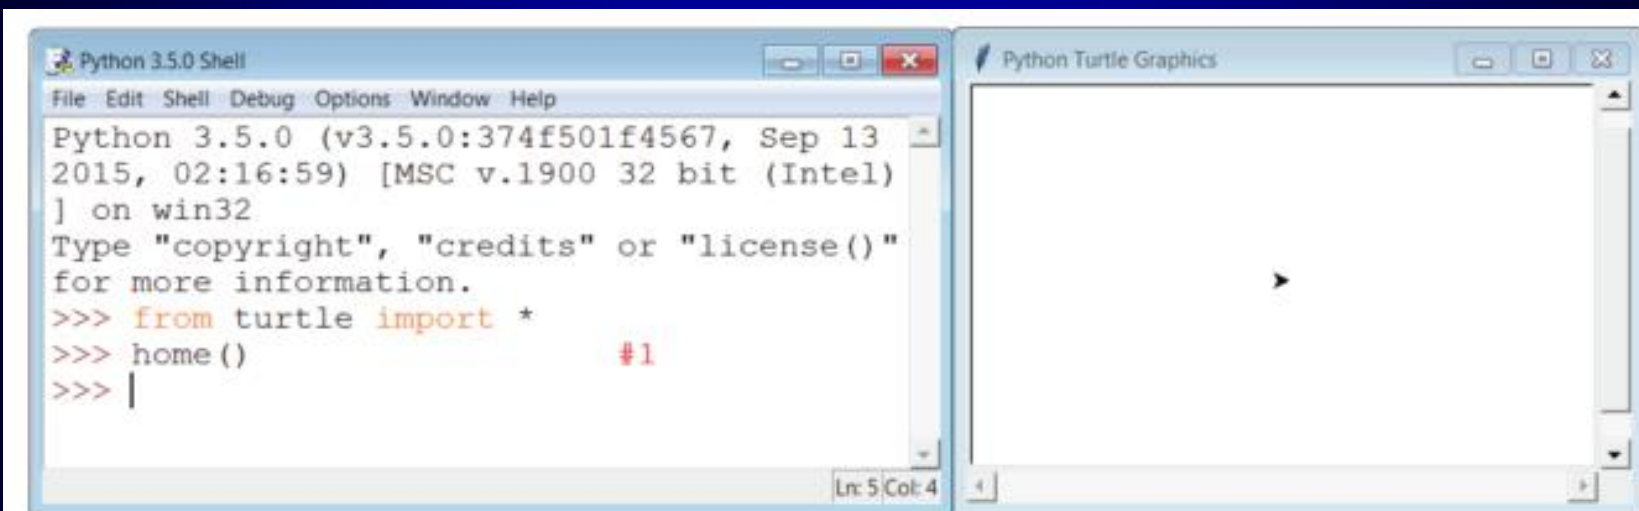 Python 3.5.0 Shell
File Edit Shell Debug Options Window Help
Python 3.5.0 (v3.5.0:374f501f4567, Sep 13
2015, 02:16:59) [MSC v.1900 32 bit (Intel)
] on win32
Type "copyright", "credits" or "license()"
for more information.
>>> from turtle import *
>>> home() #1
>>>
Ln: 5 Col: 4
Python Turtle Graphics